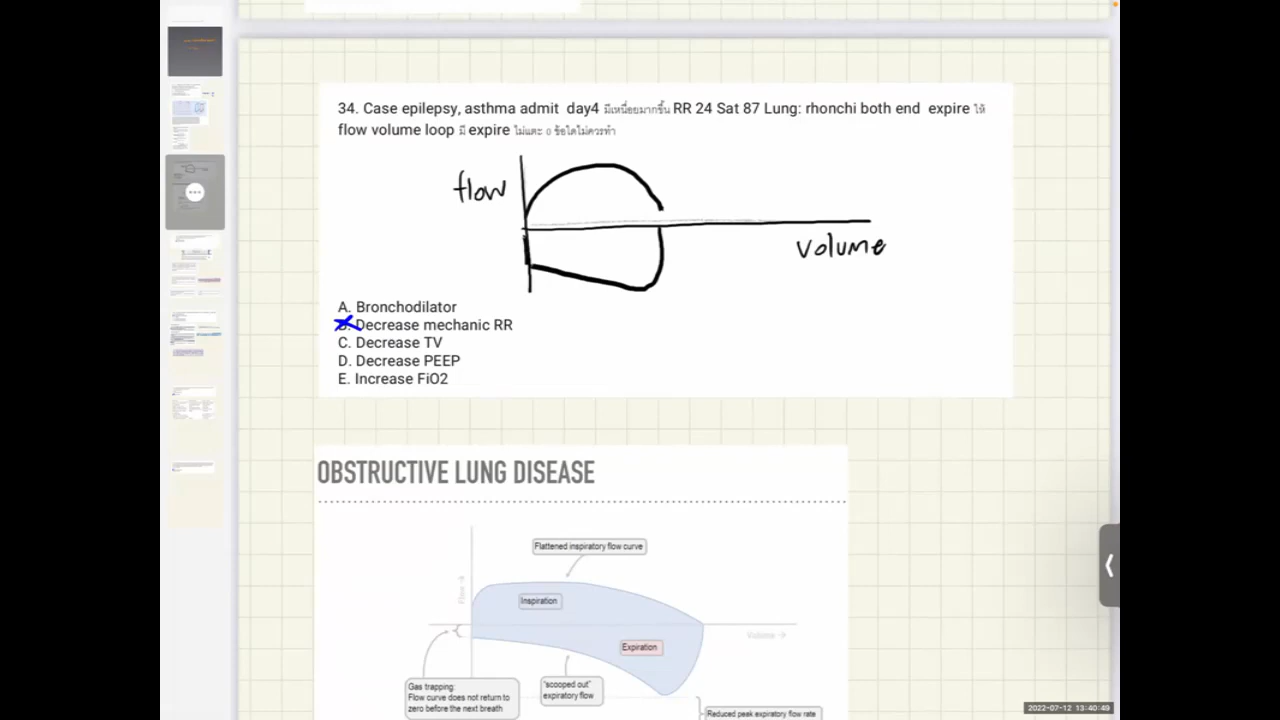 34. Case epilepsy, asthma admit day4 มีเหนื่อยมากขึ้น RR 24 Sat 87 Lung: rhonchi both end expire ให้
flow volume loop มี expire ไม่แตะ 0 ข้อใดไม่ควรทำ
flow
volume
A. Bronchodilator
B. Decrease mechanic RR
C. Decrease TV
D. Decrease PEEP
E. Increase FiO2
OBSTRUCTIVE LUNG DISEASE
Flattened inspiratory flow curve
Flow →
Inspiration
Volume →
Expiration
Gas trapping:
Flow curve does not return to
zero before the next breath
"scooped out"
expiratory flow
Reduced peak expiratory flow rate
2022-07-12 13:40:49